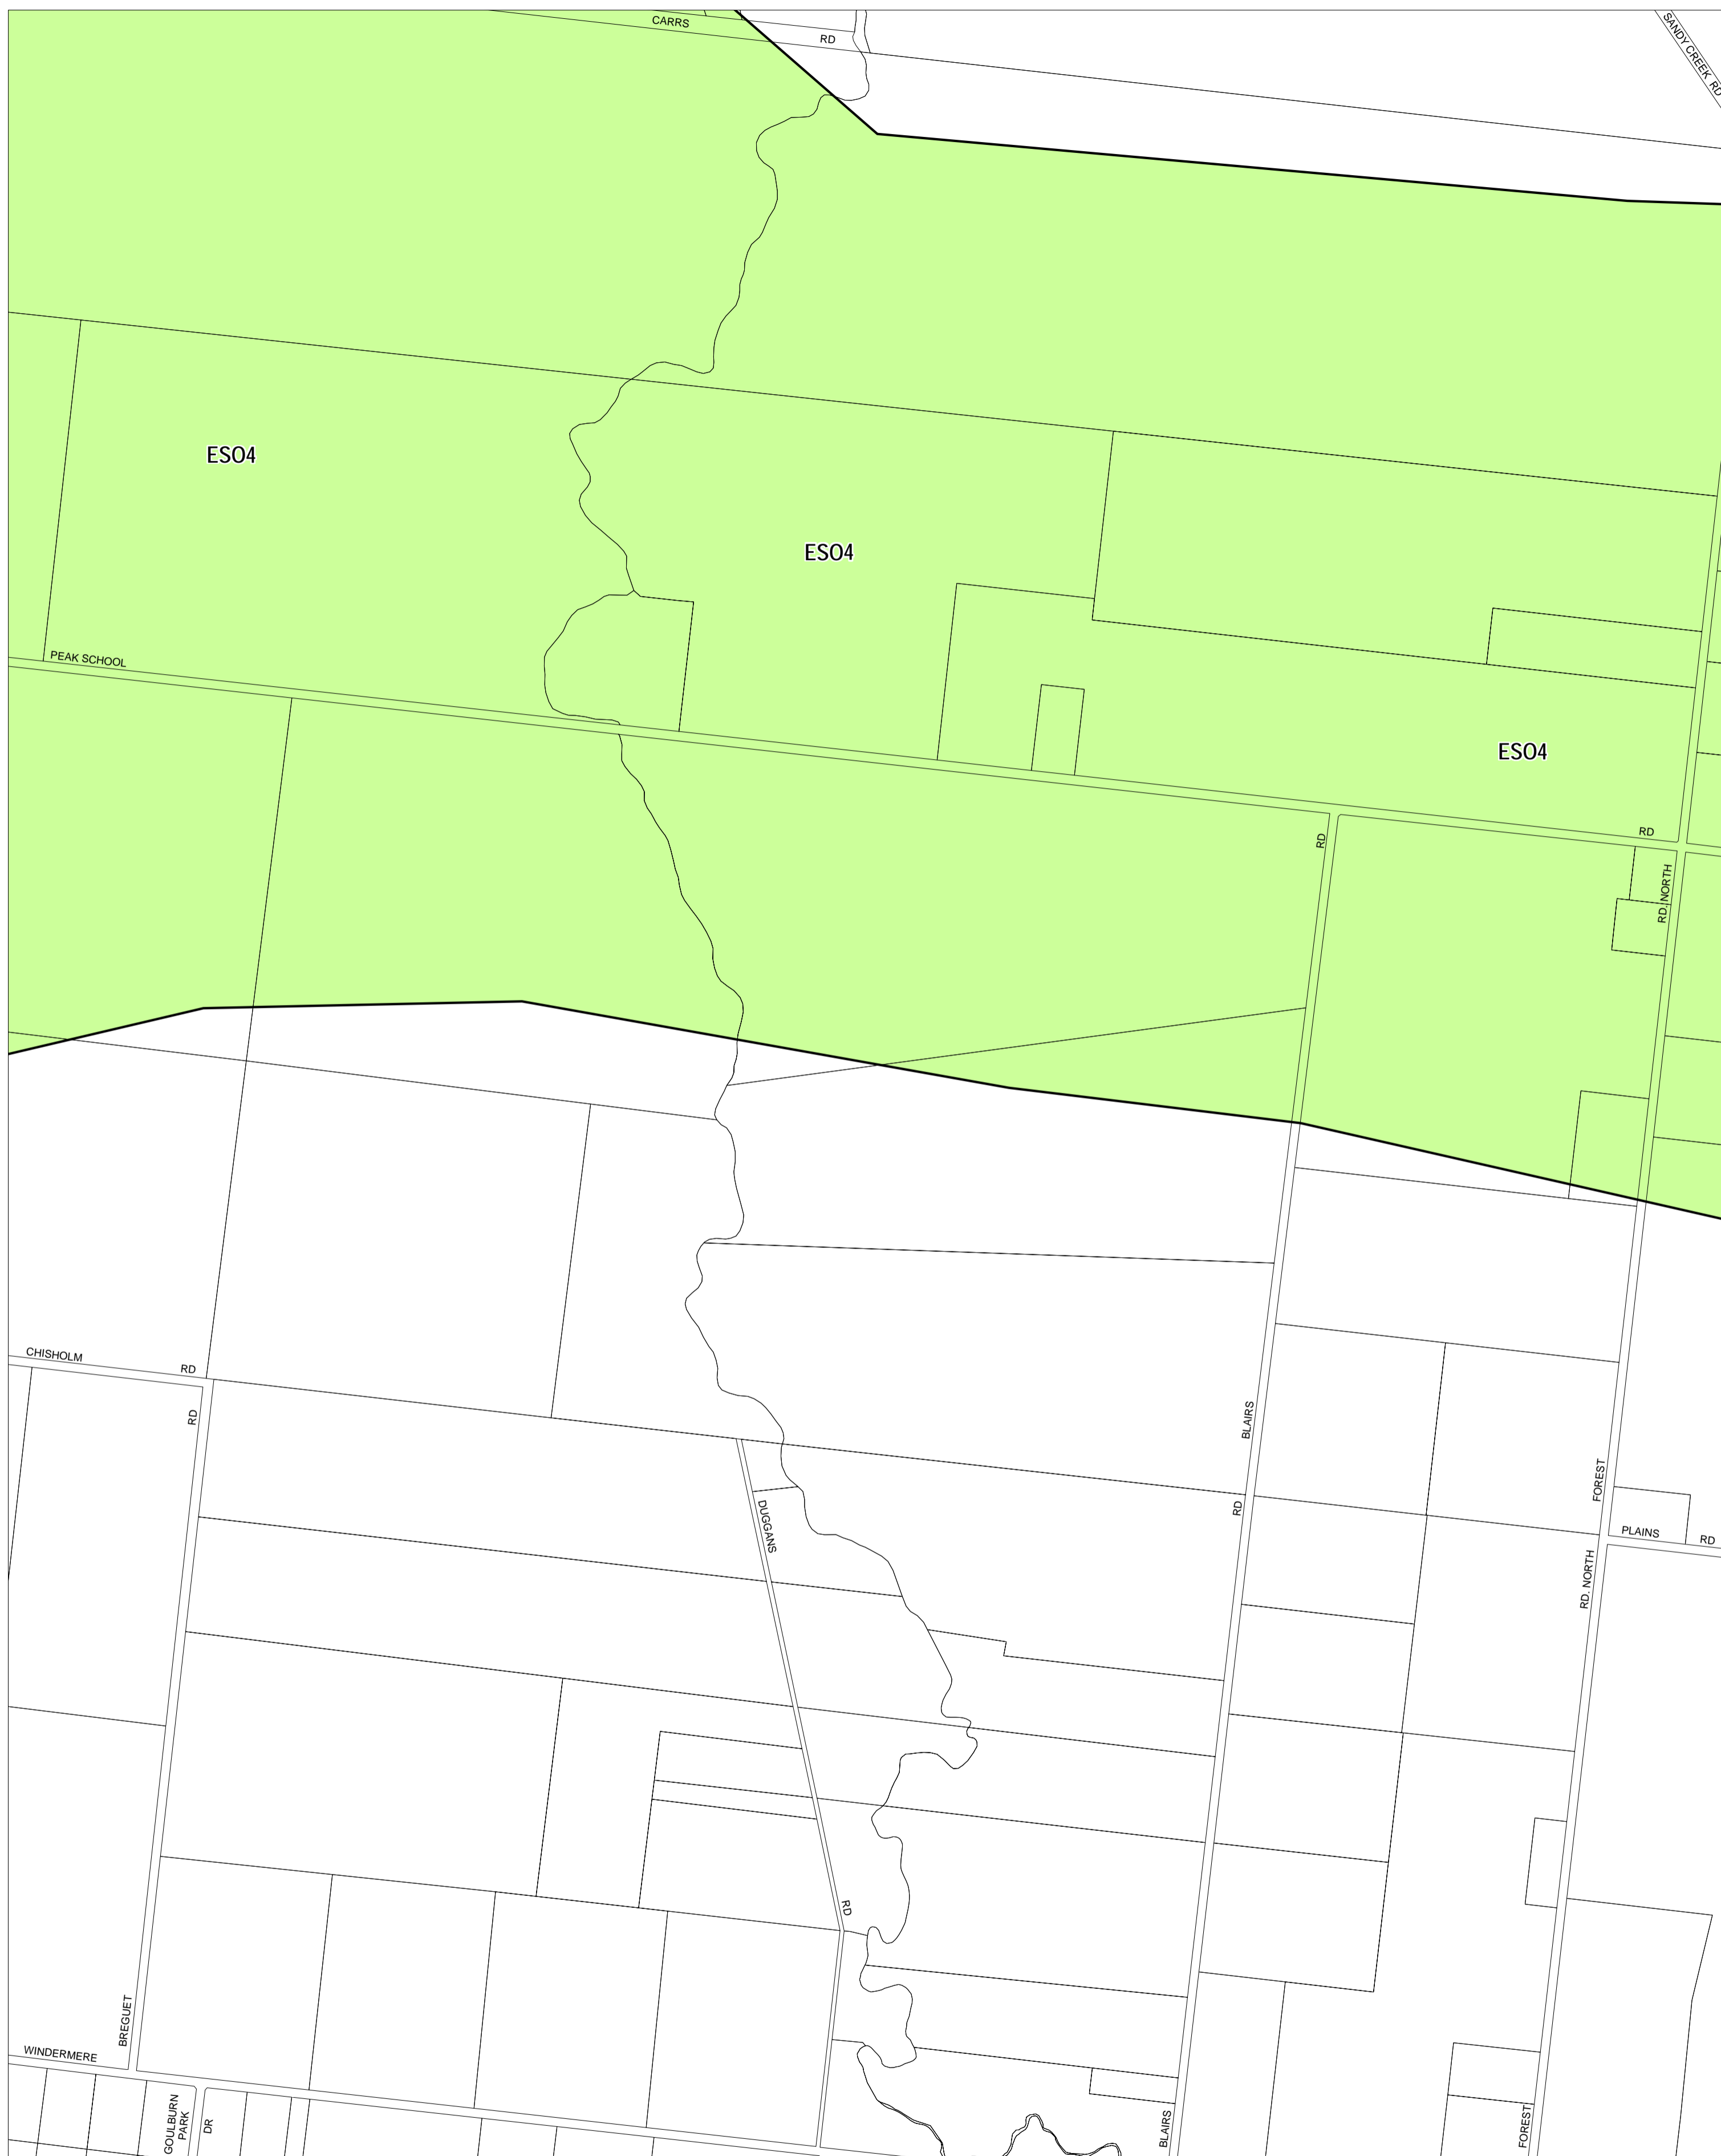 CARRS
RD
SANDY CREEK RD
ESO4
ESO4
PEAK SCHOOL
ESO4
RD
RD
RD. NORTH
CHISHOLM
RD
RD
BLAIRS
RD
FOREST
DUGGANS
PLAINS
RD
RD. NORTH
RD
BREGUET
WINDERMERE
GOULBURN
PARK
DR
BLAIRS
FOREST